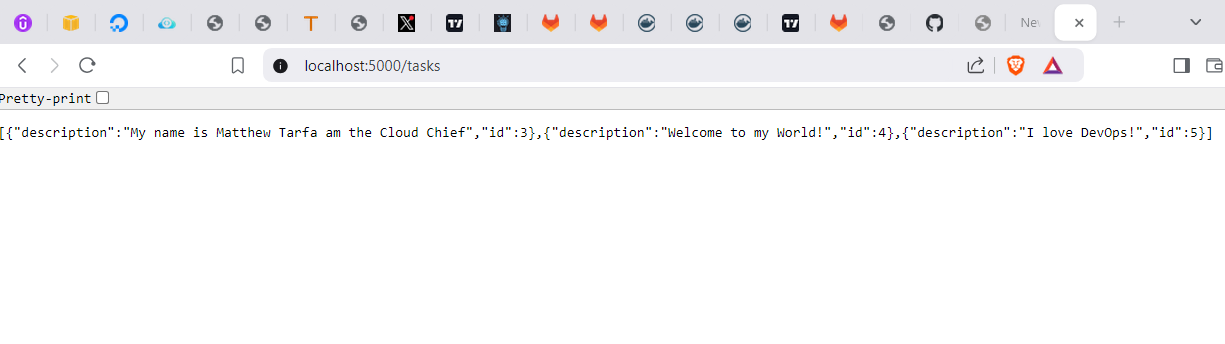 Nev
localhost:5000/tasks
Pretty-print
[{"description":"My name is Matthew Tarfa am the Cloud Chief","id":3},{"description":"Welcome to my World!","id":4},{"description":"I love DevOps!","id":5}]